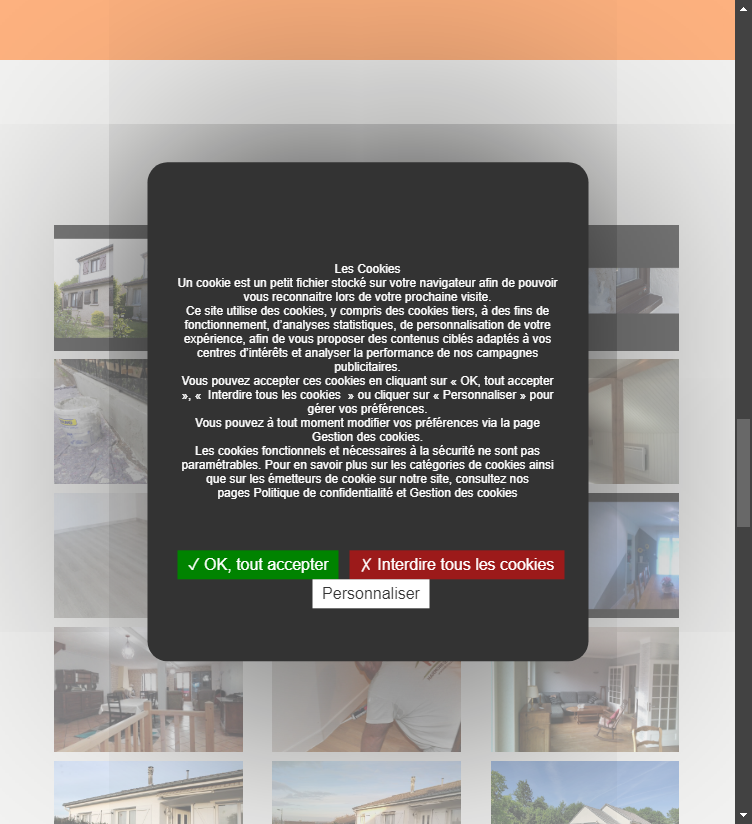 Les Cookies
Un cookie est un petit fichier stocké sur votre navigateur afin de pouvoir
vous reconnaitre lors de votre prochaine visite.
Ce site utilise des cookies, y compris des cookies tiers, à des fins de
fonctionnement, d'analyses statistiques, de personnalisation de votre
expérience, afin de vous proposer des contenus ciblés adaptés à vos
centres d'intérêts et analyser la performance de nos campagnes
publicitaires.
Vous pouvez accepter ces cookies en cliquant sur « OK, tout accepter
», «  Interdire tous les cookies  » ou cliquer sur « Personnaliser » pour
gérer vos préférences.
Vous pouvez à tout moment modifier vos préférences via la page
Gestion des cookies.
Les cookies fonctionnels et nécessaires à la sécurité ne sont pas
paramétrables. Pour en savoir plus sur les catégories de cookies ainsi
que sur les émetteurs de cookie sur notre site, consultez nos
pages Politique de confidentialité et Gestion des cookies
✓ OK, tout accepter ✗ Interdire tous les cookies
Personnaliser